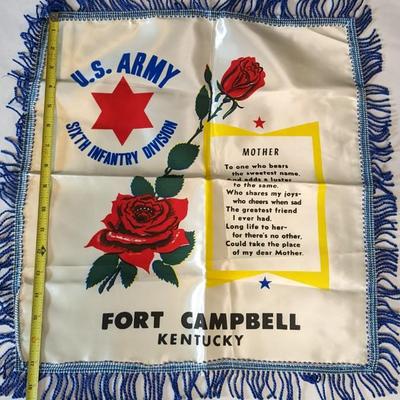 U.S. ARMY
SIXTH INFANTRY DIVISION
MOTHER
To one who bears
the sweetest name,
and adds a luster
to the same.
Who shares my joys-
who cheers when sad
The greatest friend
I ever had.
Long life to her-
for there's no other,
Could take the place
of my dear Mother.
FORT CAMPBELL
KENTUCKY